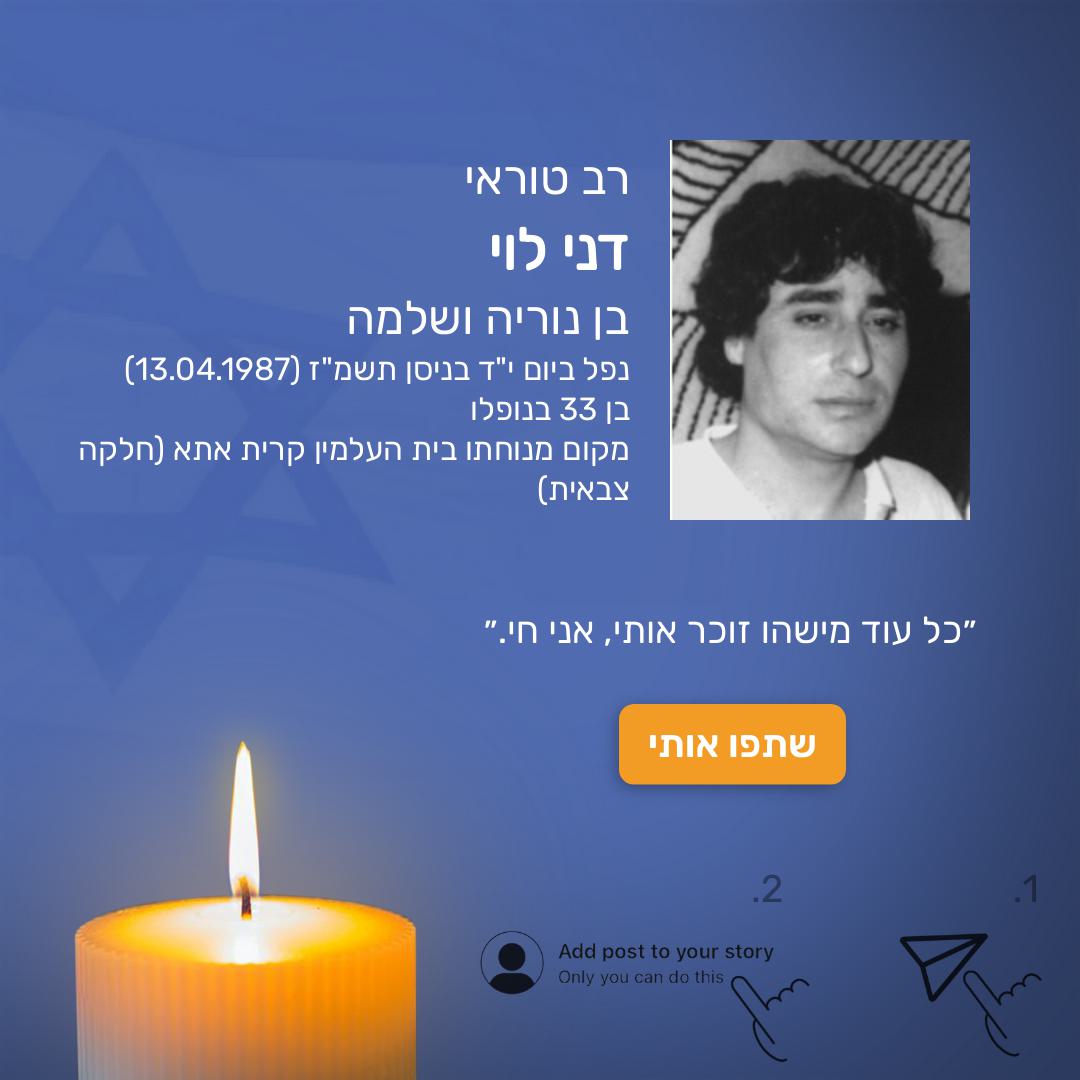 רב טוראי
דני לוי
בן נוריה ושלמה
נפל ביום י"ד בניסן תשמ"ז (13.04.1987)
בן 33 בנופלו
מקום מנוחתו בית העלמין קרית אתא (חלקה
צבאית)
״כל עוד מישהו זוכר אותי, אני חי.״
שתפו אותי
1.
2.
Add post to your story
Only you can do this